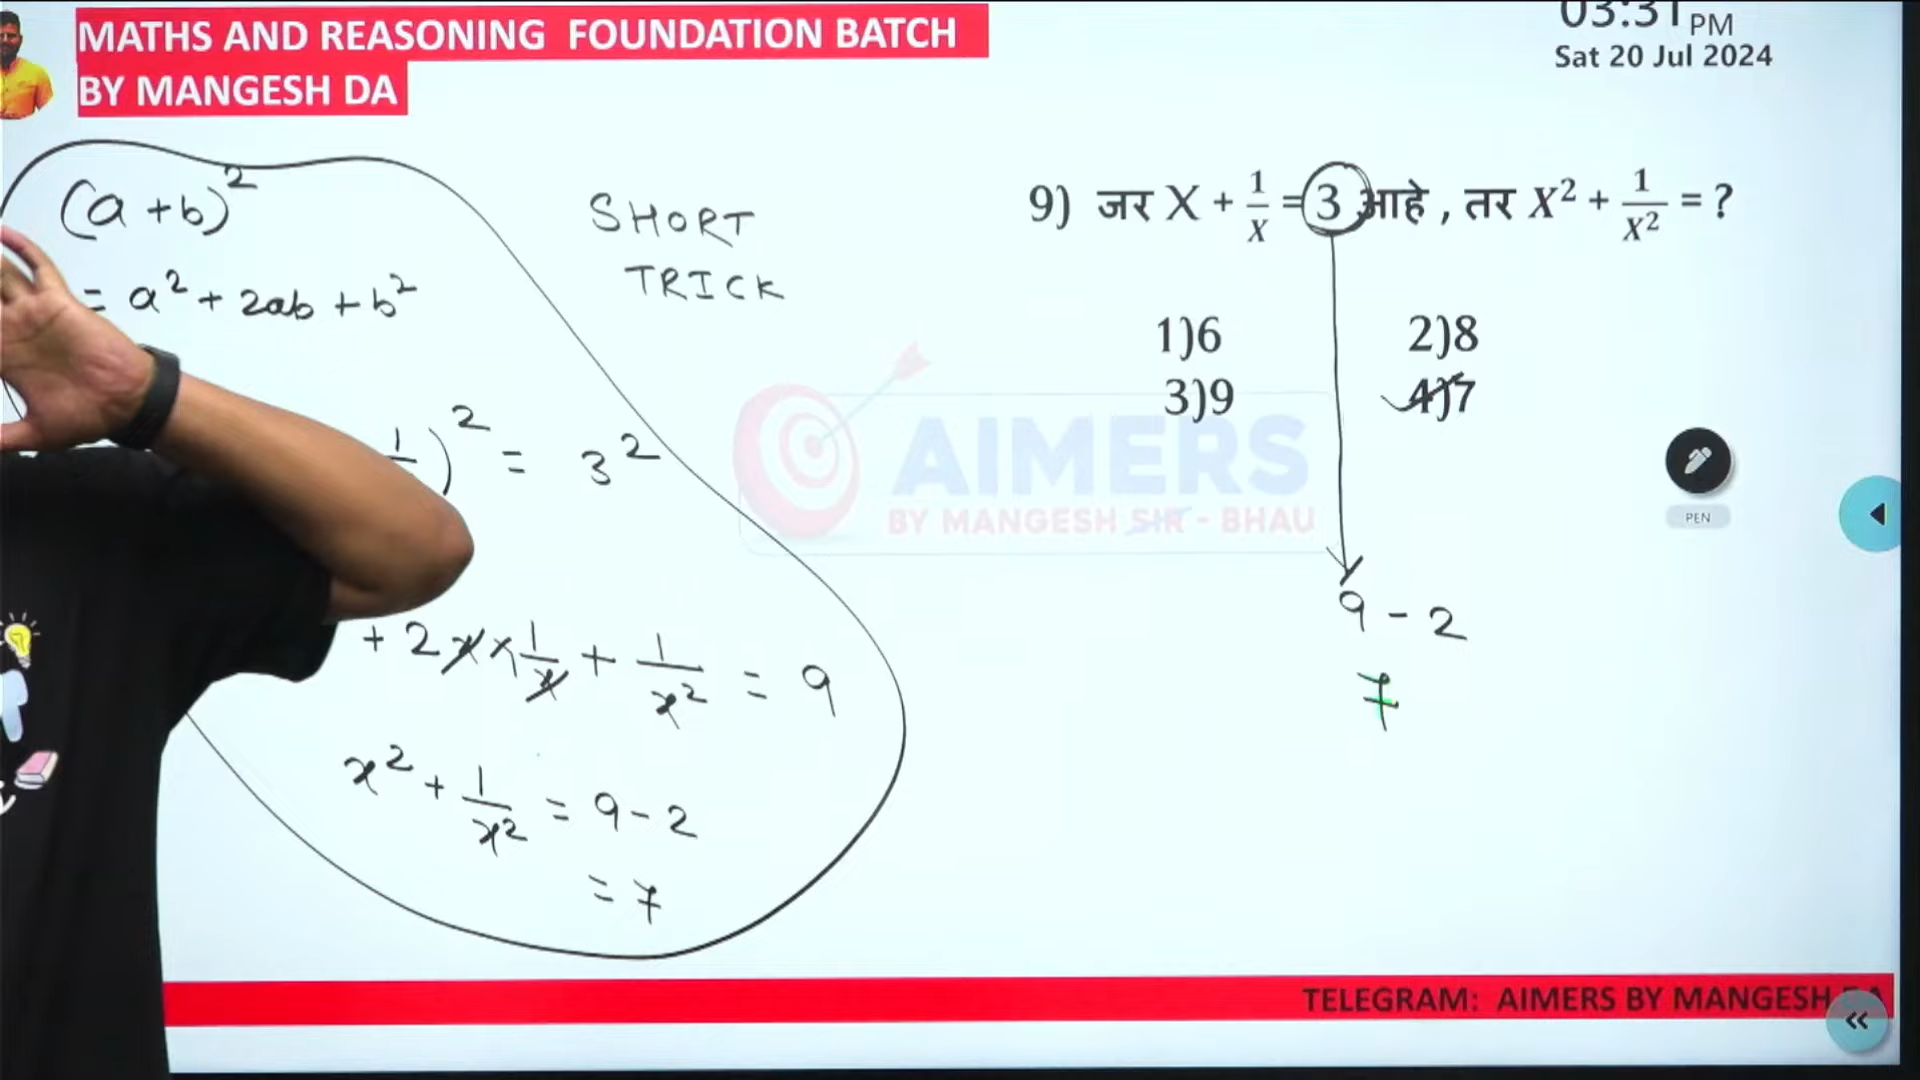 MATHS AND REASONING FOUNDATION BATCH
BY MANGESH DA
03:31 PM
Sat 20 Jul 2024
(a+b)²
= a² + 2ab + b²
1/ )² = 3²
+ 2x × 1/x + 1/x² = 9
x² + 1/x² = 9 - 2
= 7
SHORT
TRICK
9) जर X + 1/X = 3 आहे , तर X² + 1/X² = ?
1)6 2)8
3)9 4)7
AIMERS
BY MANGESH SIR - BHAU
9 - 2
7
PEN
TELEGRAM: AIMERS BY MANGESH DA